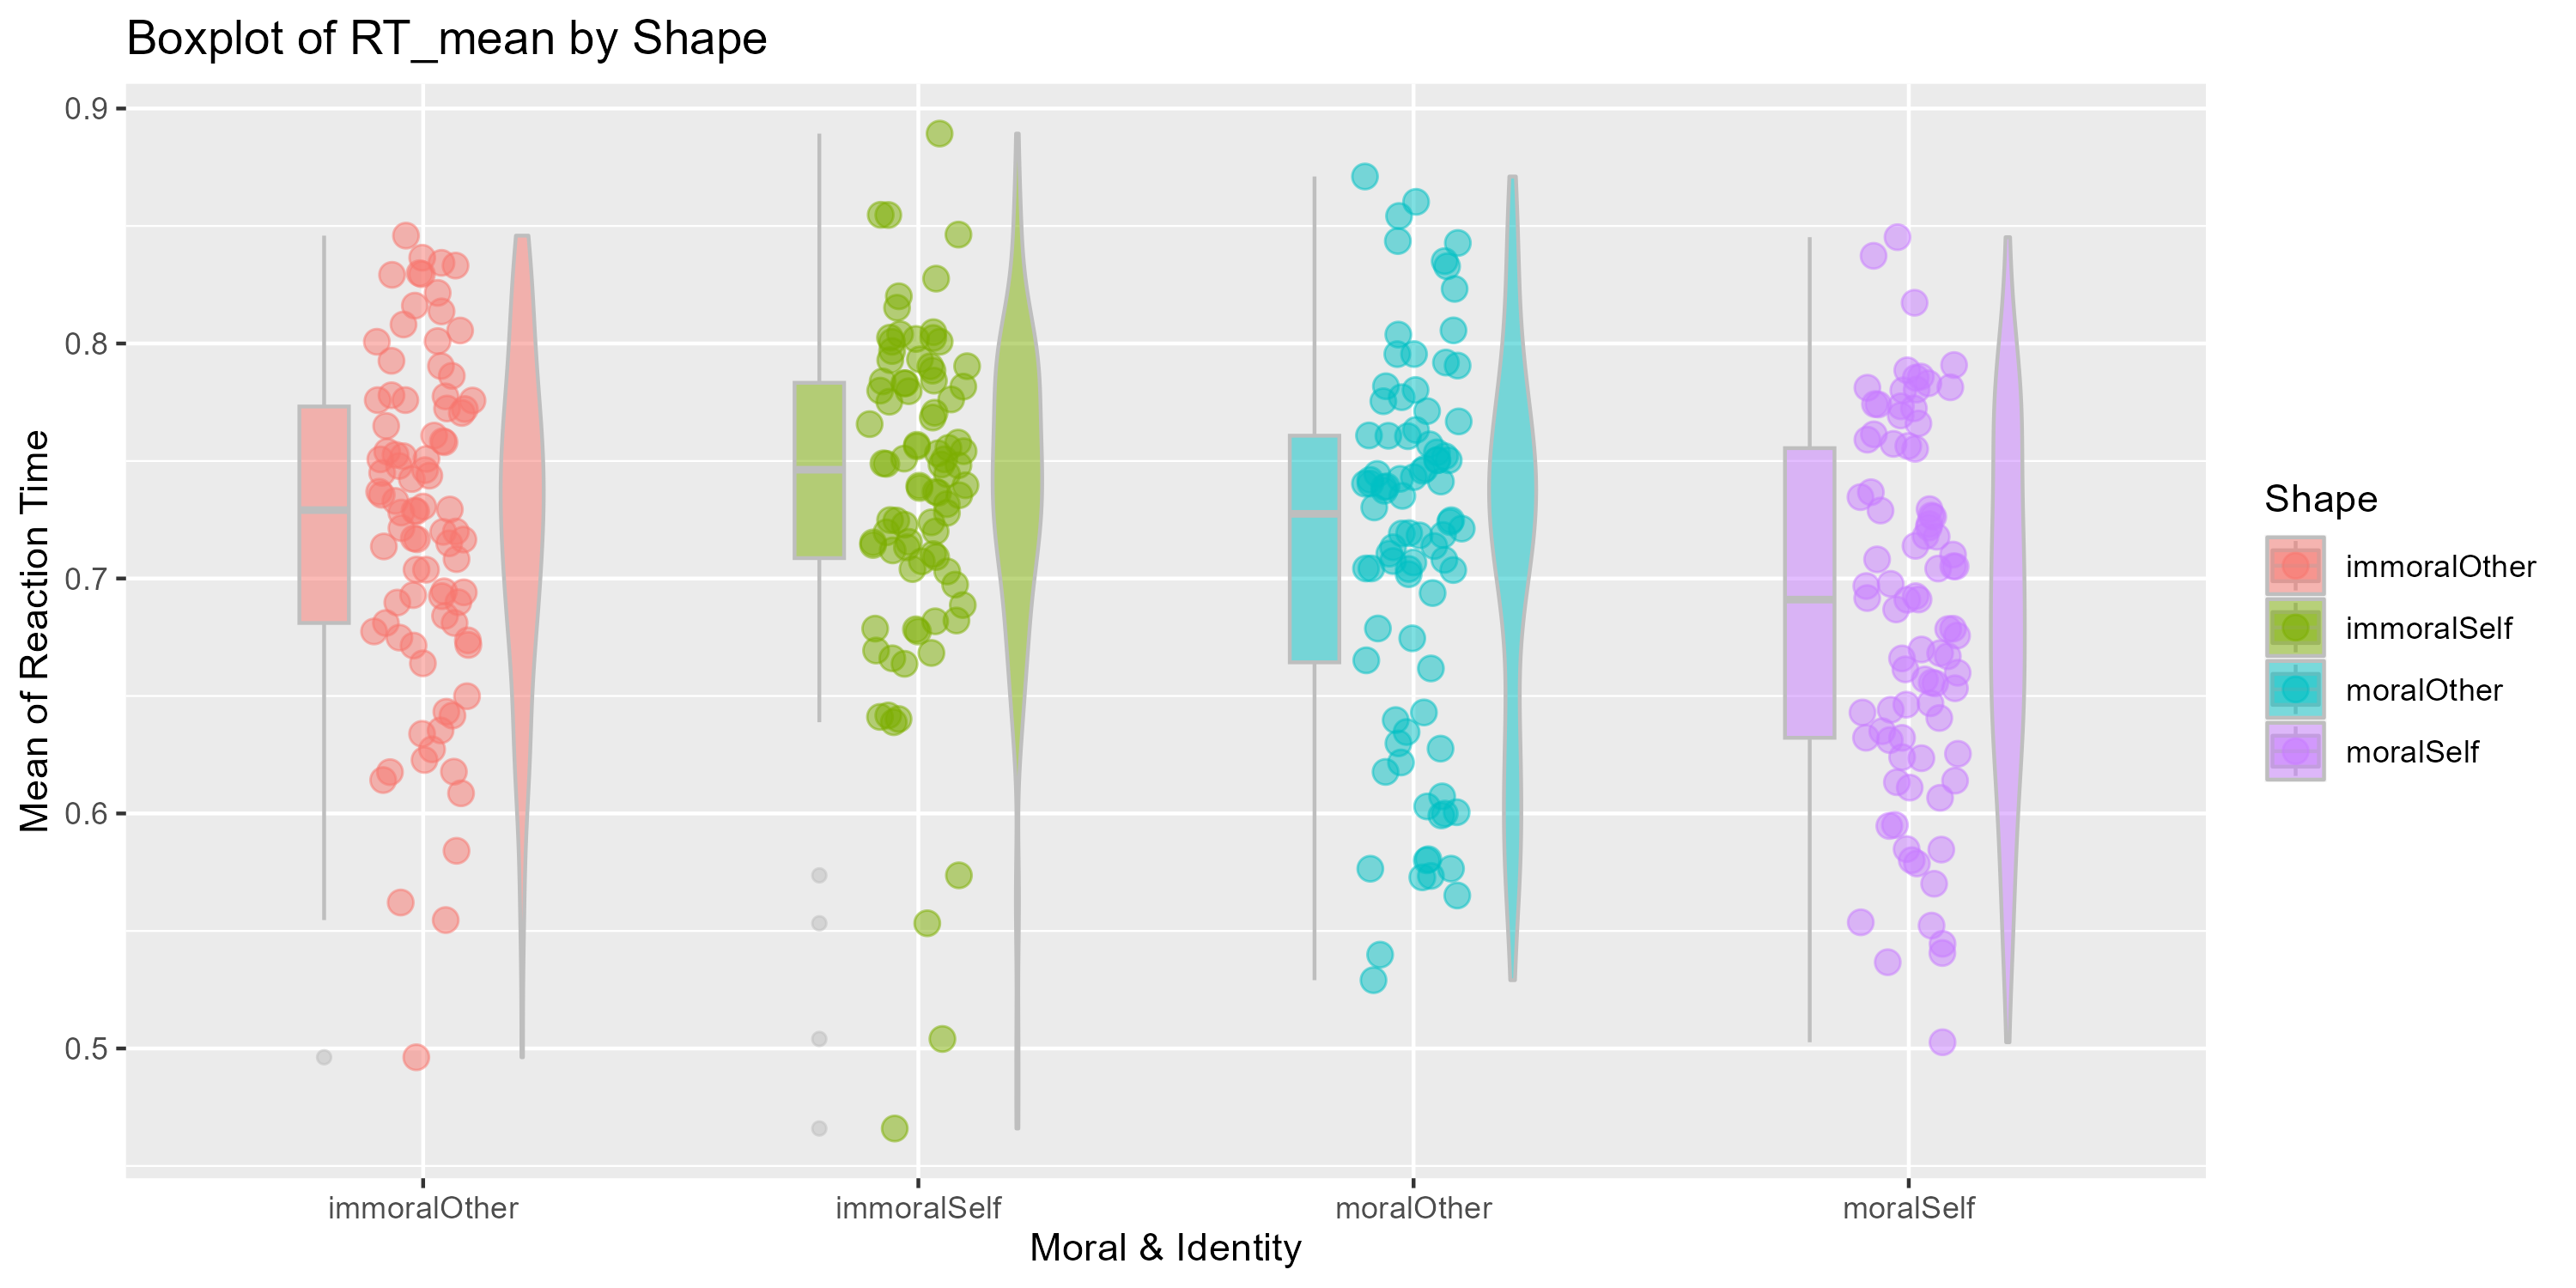 Boxplot of RT_mean by Shape
Mean of Reaction Time
0.9
0.8
0.7
0.6
0.5
immoralOther
immoralSelf
moralOther
moralSelf
Moral & Identity
Shape
immoralOther
immoralSelf
moralOther
moralSelf